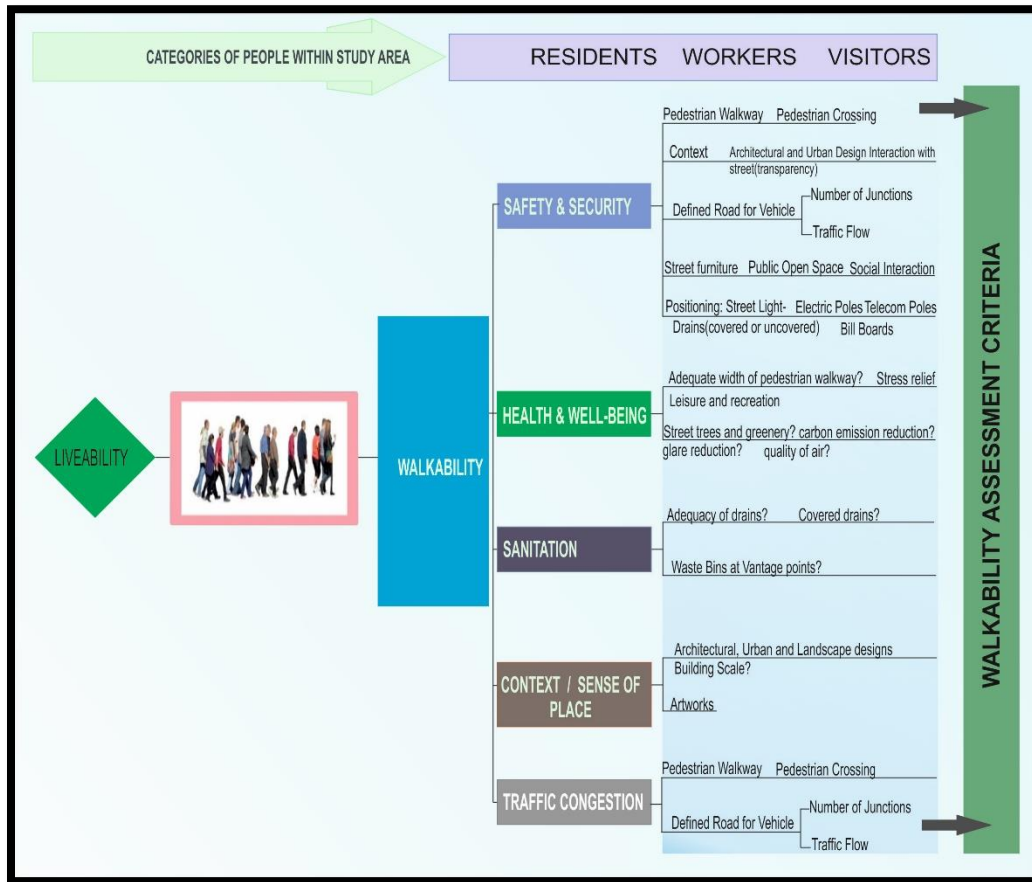 CATEGORIES OF PEOPLE WITHIN STUDY AREA
RESIDENTS WORKERS VISITORS
LIVEABILITY
WALKABILITY
SAFETY & SECURITY
Pedestrian Walkway Pedestrian Crossing
Context Architectural and Urban Design Interaction with
street(transparency)
Defined Road for Vehicle
Number of Junctions
Traffic Flow
Street furniture Public Open Space Social Interaction
Positioning: Street Light- Electric Poles Telecom Poles
Drains(covered or uncovered) Bill Boards
HEALTH & WELL-BEING
Adequate width of pedestrian walkway? Stress relief
Leisure and recreation
Street trees and greenery? carbon emission reduction?
glare reduction? quality of air?
SANITATION
Adequacy of drains? Covered drains?
Waste Bins at Vantage points?
CONTEXT / SENSE OF
PLACE
Architectural, Urban and Landscape designs
Building Scale?
Artworks
TRAFFIC CONGESTION
Pedestrian Walkway Pedestrian Crossing
Defined Road for Vehicle
Number of Junctions
Traffic Flow
WALKABILITY ASSESSMENT CRITERIA